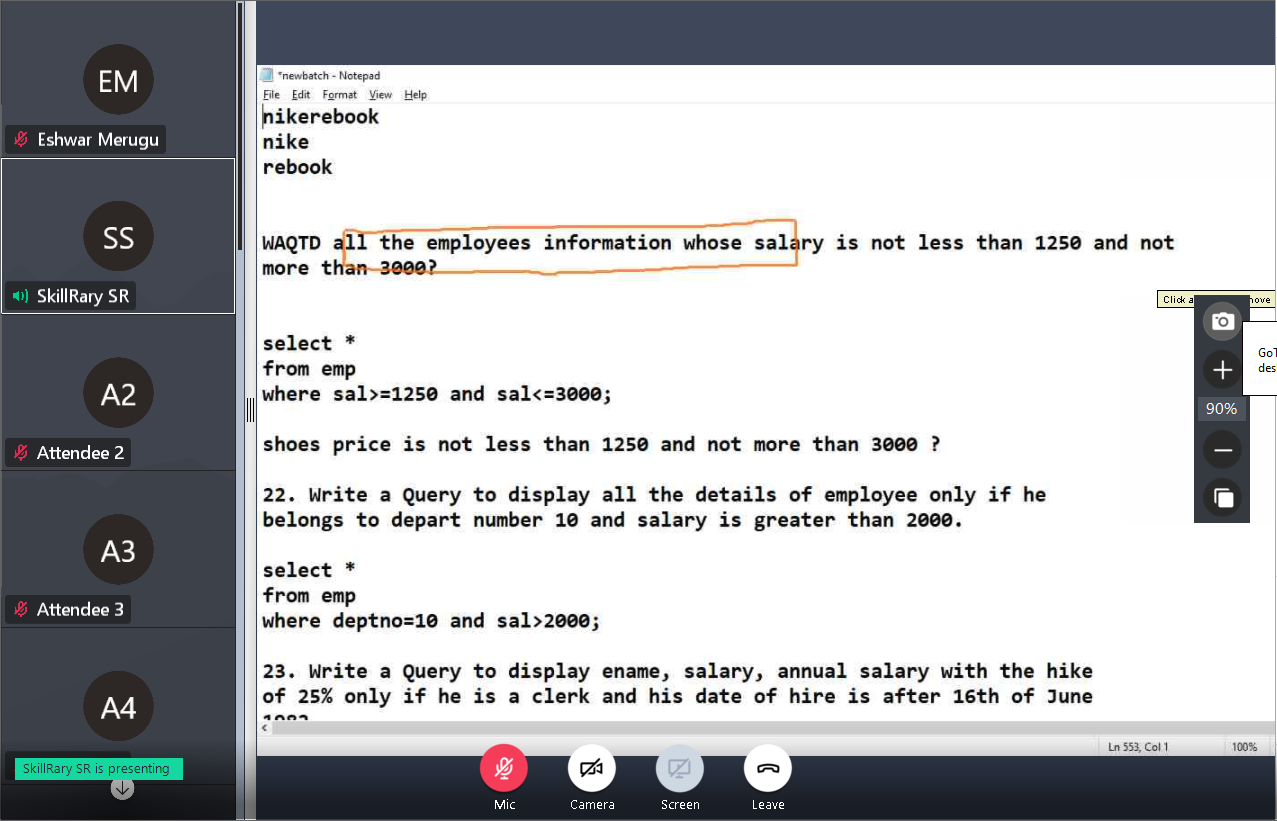 EM
Eshwar Merugu
SS
SkillRary SR
A2
Attendee 2
A3
Attendee 3
A4
SkillRary SR is presenting
*newbatch - Notepad
File Edit Format View Help
nikerebook
nike
rebook
WAQTD all the employees information whose salary is not less than 1250 and not
more than 3000?
select *
from emp
where sal>=1250 and sal<=3000;
shoes price is not less than 1250 and not more than 3000 ?
22. Write a Query to display all the details of employee only if he
belongs to depart number 10 and salary is greater than 2000.
select *
from emp
where deptno=10 and sal>2000;
23. Write a Query to display ename, salary, annual salary with the hike
of 25% only if he is a clerk and his date of hire is after 16th of June
Ln 553, Col 1 100%
Click a
90%
Mic Camera Screen Leave